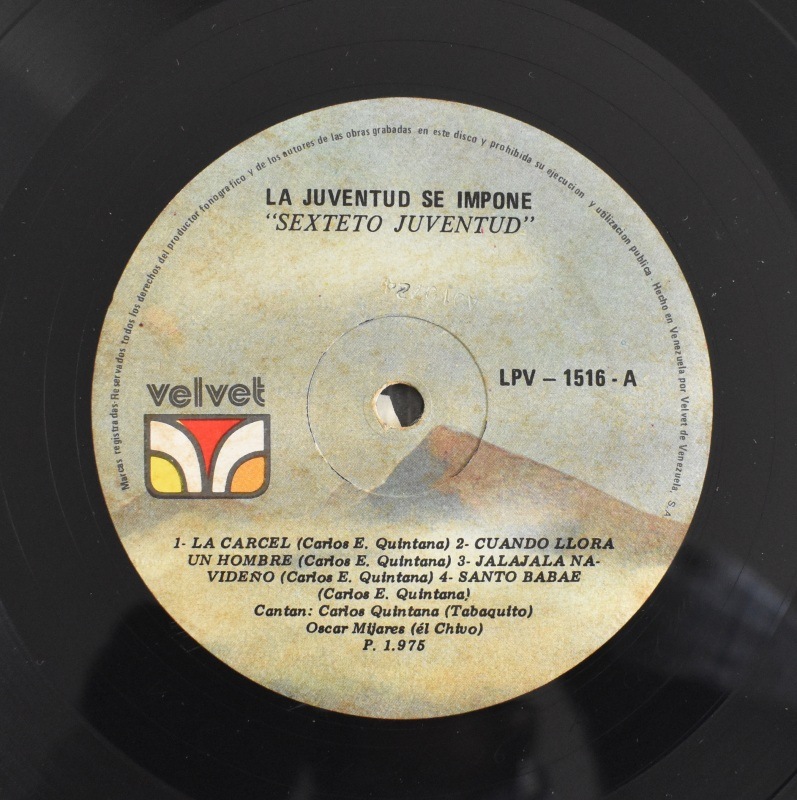 Marcas registradas-Reservados todos los derechos del productor fonografico y de los autores de las obras grabadas en este disco y prohibida su ejecucion y utilizacion publica - Hecho en Venezuela por Velvet de Venezuela, S.A.
LA JUVENTUD SE IMPONE
“SEXTETO JUVENTUD”
LPV – 1516 - A
velvet
1- LA CARCEL (Carlos E. Quintana) 2- CUANDO LLORA
UN HOMBRE (Carlos E. Quintana) 3- JALAJALA NA-
VIDEÑO (Carlos E. Quintana) 4- SANTO BABAE
(Carlos E. Quintana)
Cantan: Carlos Quintana (Tabaquito)
Oscar Mijares (él Chivo)
P. 1.975